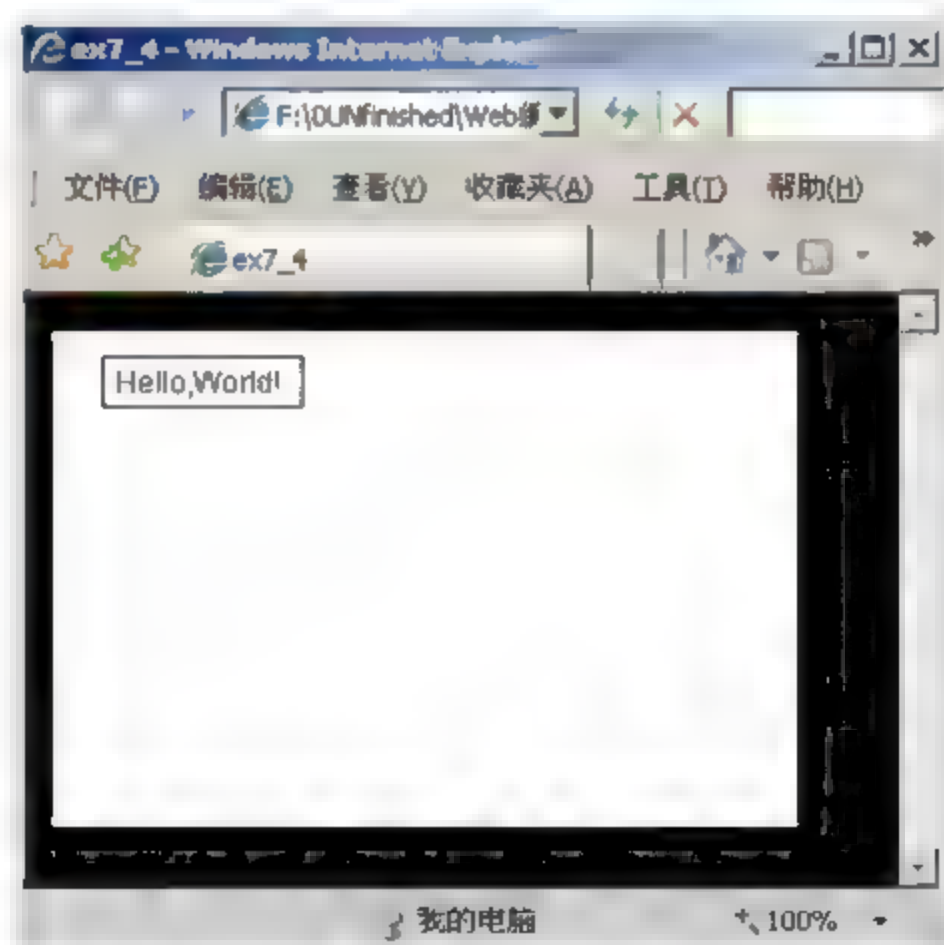 ex7_4 - Windows Internet
F:\0UNfinished\Web
文件(F) 编辑(E) 查看(V) 收藏夹(A) 工具(T) 帮助(H)
ex7_4
Hello,World!
我的电脑 100%